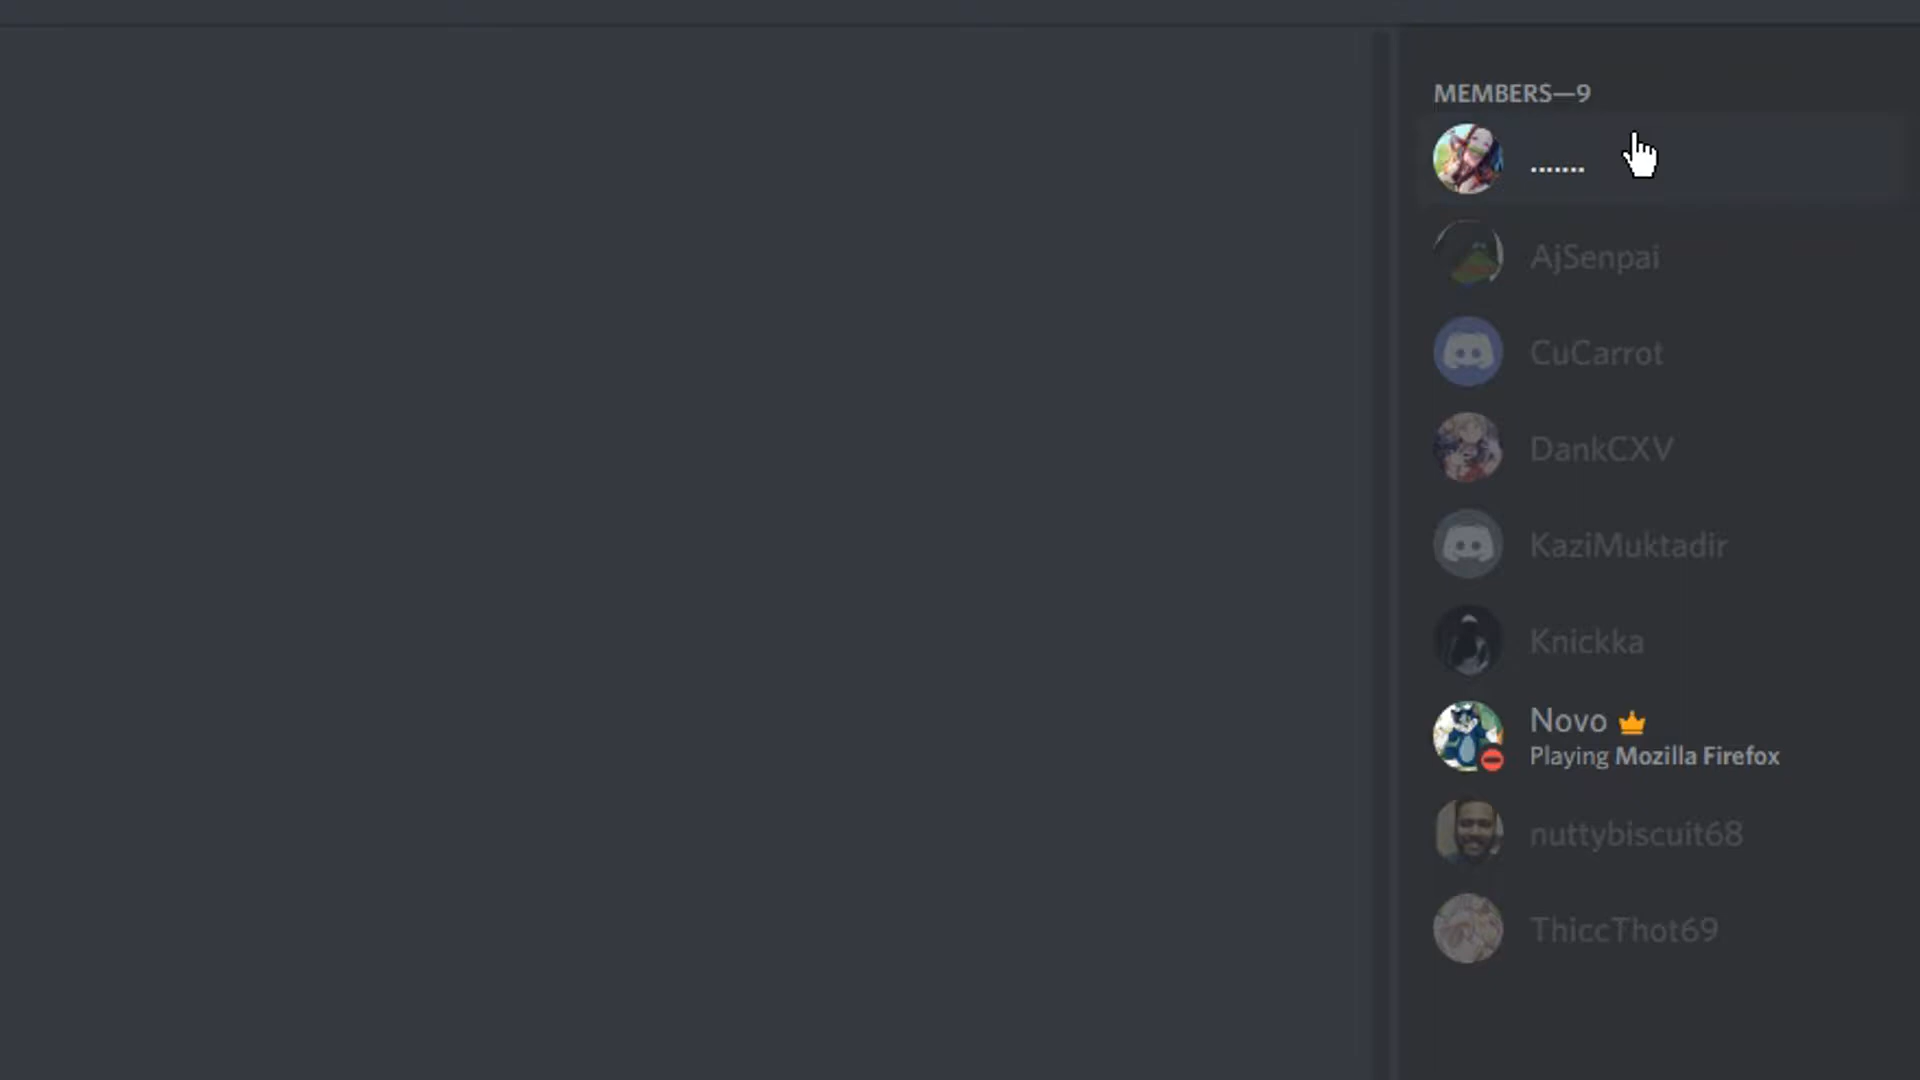 MEMBERS—9
.......
AjSenpai
CuCarrot
DankCXV
KaziMuktadir
Knickka
Novo
Playing Mozilla Firefox
nuttybiscuit68
ThiccThot69